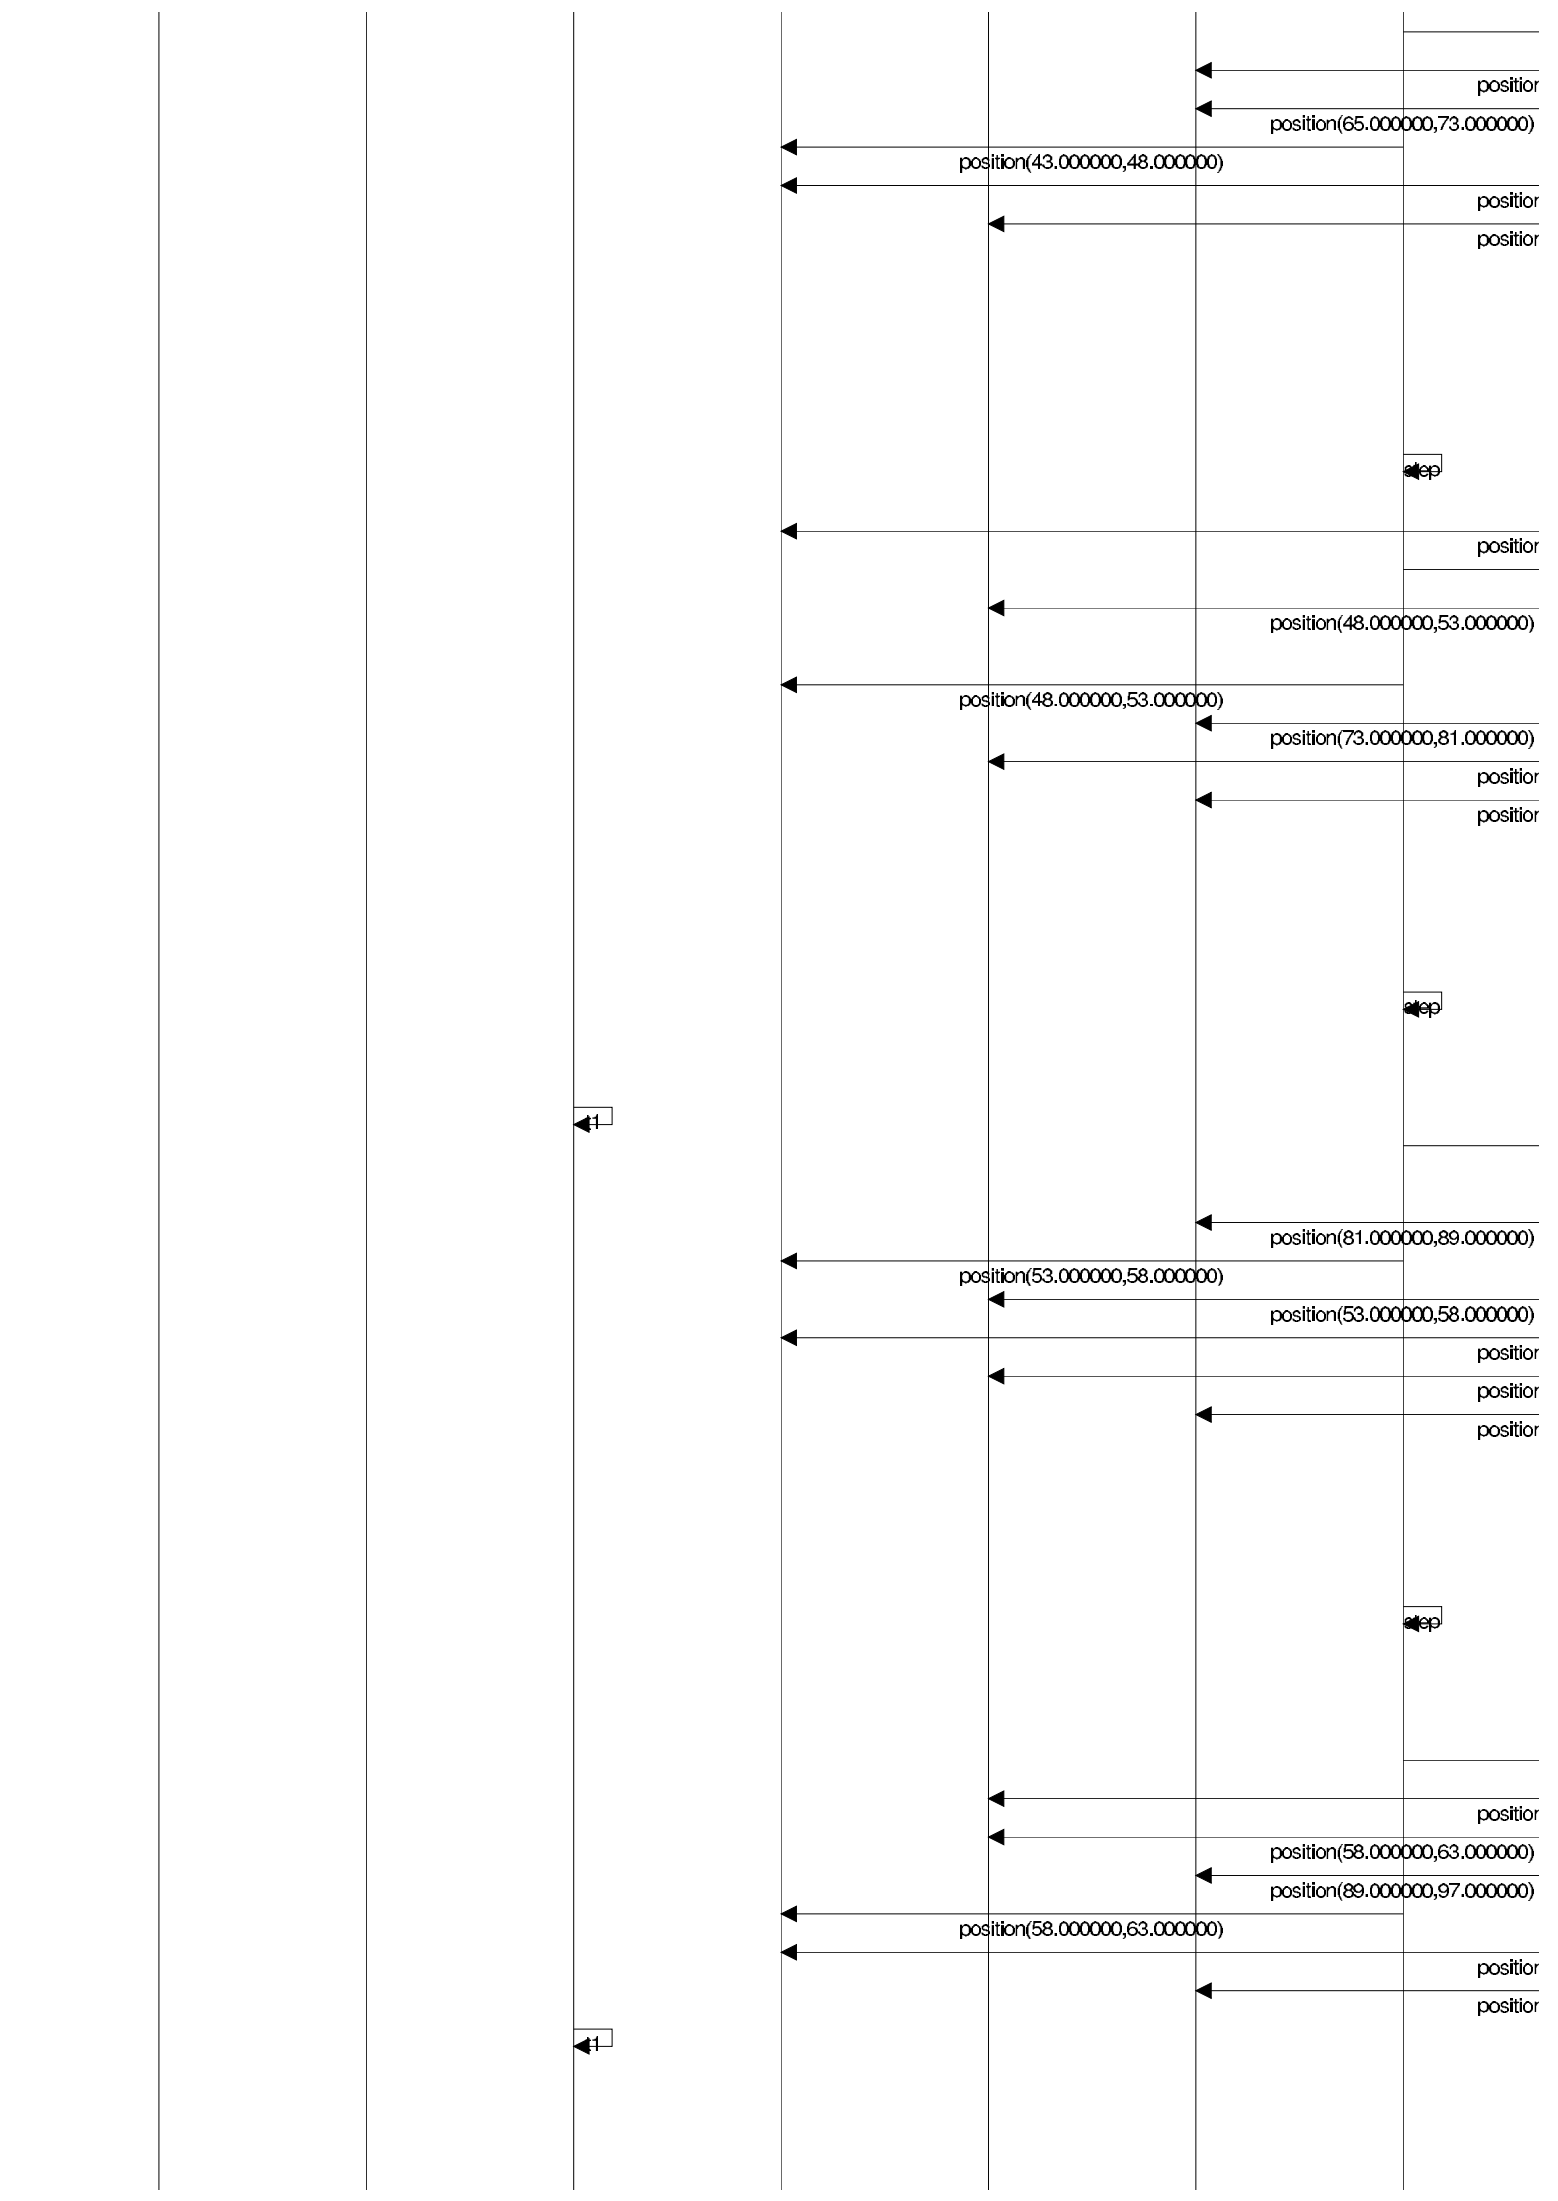 position
position(65.000000,73.000000)
position(43.000000,48.000000)
position
position
step
position
position(48.000000,53.000000)
position(48.000000,53.000000)
position(73.000000,81.000000)
position
position
step
t1
position(81.000000,89.000000)
position(53.000000,58.000000)
position(53.000000,58.000000)
position
position
position
step
position
position(58.000000,63.000000)
position(89.000000,97.000000)
position(58.000000,63.000000)
position
position
t1